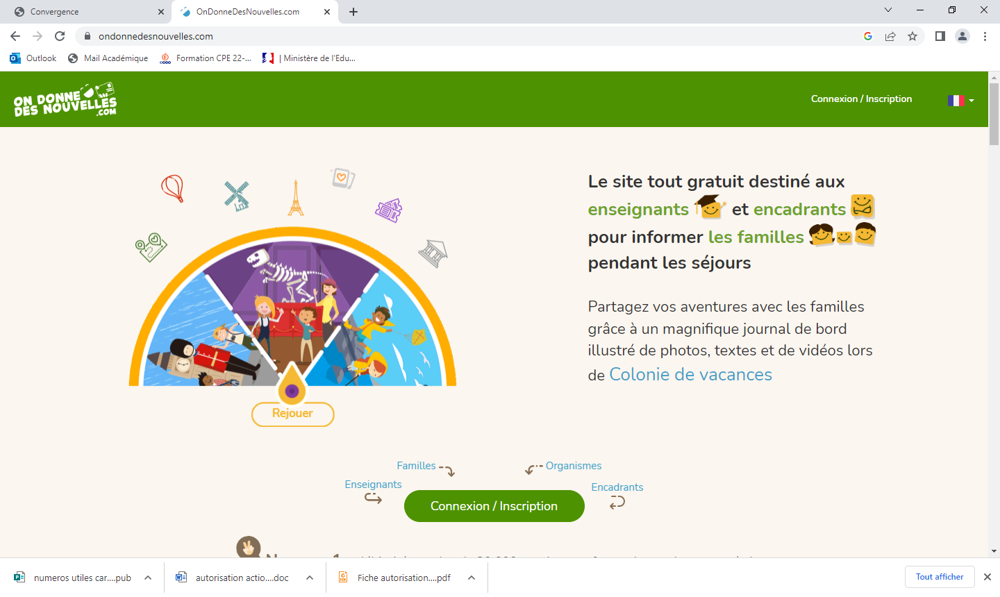 Convergence
OnDonneDesNouvelles.com
ondonnedesnouvelles.com
Outlook
Mail Académique
Formation CPE 22-...
| Ministère de l'Edu...
ON DONNE
DES NOUVELLES
.COM
Connexion / Inscription
Le site tout gratuit destiné aux
enseignants et encadrants
pour informer les familles
pendant les séjours
Partagez vos aventures avec les familles
grâce à un magnifique journal de bord
illustré de photos, textes et de vidéos lors
de Colonie de vacances
Rejouer
Familles
Organismes
Enseignants
Encadrants
Connexion / Inscription
numeros utiles car....pub
autorisation actio....doc
Fiche autorisation....pdf
Tout afficher